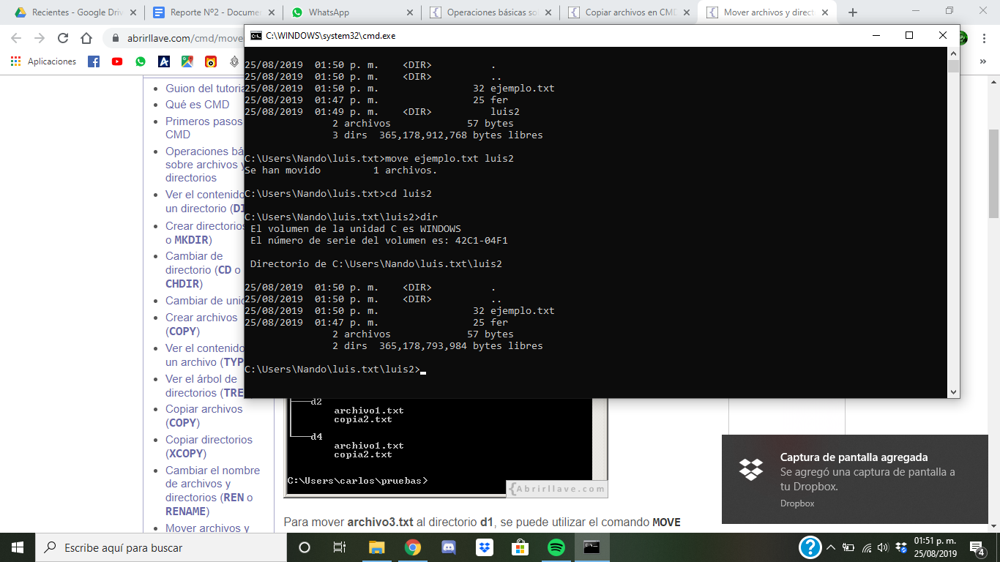 Recientes - Google Driv
Reporte Nº2 - Documen
WhatsApp
Operaciones básicas so
Copiar archivos en CMD
Mover archivos y direct
abrirllave.com/cmd/move
Aplicaciones
Guion del tutoria
Qué es CMD
Primeros pasos
CMD
Operaciones bá
sobre archivos y
directorios
Ver el contenido
un directorio (DI
Crear directorios
o MKDIR)
Cambiar de
directorio (CD o
CHDIR)
Cambiar de unid
Crear archivos
(COPY)
Ver el contenido
un archivo (TYP
Ver el árbol de
directorios (TRE
Copiar archivos
(COPY)
Copiar directorios
(XCOPY)
Cambiar el nombre
de archivos y
directorios (REN o
RENAME)
Mover archivos y
C:\WINDOWS\system32\cmd.exe
25/08/2019  01:50 p. m.    <DIR>          .
25/08/2019  01:50 p. m.    <DIR>          ..
25/08/2019  01:50 p. m.                32 ejemplo.txt
25/08/2019  01:47 p. m.                25 fer
25/08/2019  01:49 p. m.    <DIR>          luis2
               2 archivos             57 bytes
               3 dirs  365,178,912,768 bytes libres
C:\Users\Nando\luis.txt>move ejemplo.txt luis2
Se han movido         1 archivos.
C:\Users\Nando\luis.txt>cd luis2
C:\Users\Nando\luis.txt\luis2>dir
 El volumen de la unidad C es WINDOWS
 El número de serie del volumen es: 42C1-04F1
 Directorio de C:\Users\Nando\luis.txt\luis2
25/08/2019  01:50 p. m.    <DIR>          .
25/08/2019  01:50 p. m.    <DIR>          ..
25/08/2019  01:50 p. m.                32 ejemplo.txt
25/08/2019  01:47 p. m.                25 fer
               2 archivos             57 bytes
               2 dirs  365,178,793,984 bytes libres
C:\Users\Nando\luis.txt\luis2>
d2
archivo1.txt
copia2.txt
d4
archivo1.txt
copia2.txt
C:\Users\carlos\pruebas>
{Abrirllave.com
Para mover archivo3.txt al directorio d1, se puede utilizar el comando MOVE
Captura de pantalla agregada
Se agregó una captura de pantalla a
tu Dropbox.
Dropbox
Escribe aquí para buscar
01:51 p. m.
25/08/2019
4